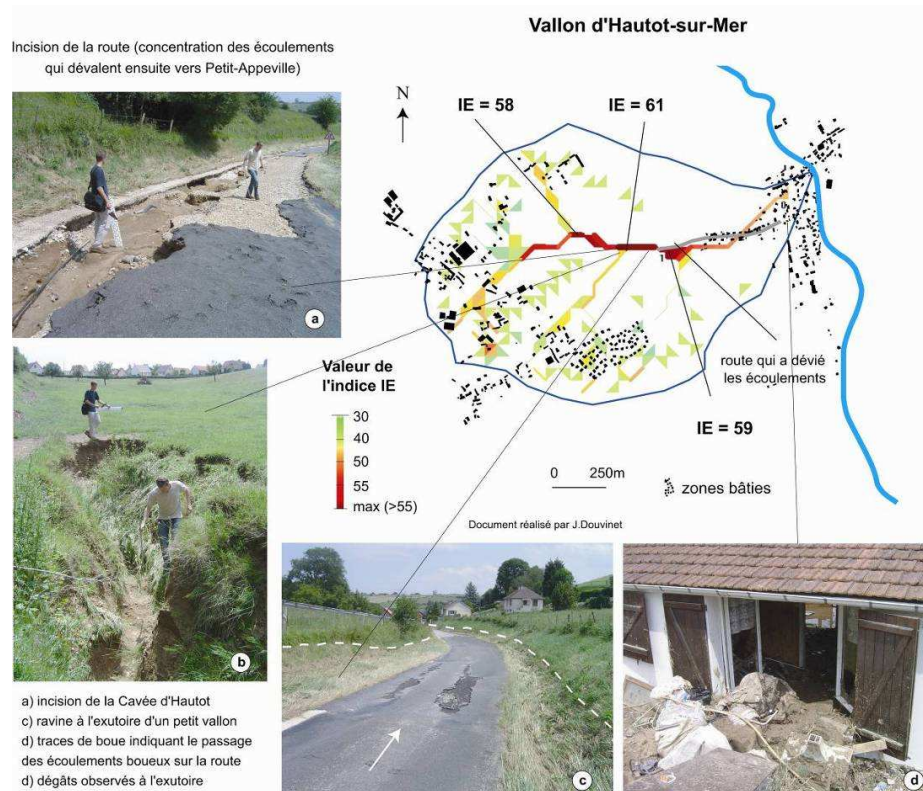 Vallon d'Hautot-sur-Mer
Incision de la route (concentration des écoulements
qui dévalent ensuite vers Petit-Appeville)
a
N
IE = 58
IE = 61
route qui a dévié
les écoulements
IE = 59
Valeur de
l'indice IE
30
40
50
55
max (>55)
0 250m
zones bâties
Document réalisé par J.Douvinet
b
c
d
a) incision de la Cavée d'Hautot
c) ravine à l'exutoire d'un petit vallon
d) traces de boue indiquant le passage
des écoulements boueux sur la route
d) dégâts observés à l'exutoire